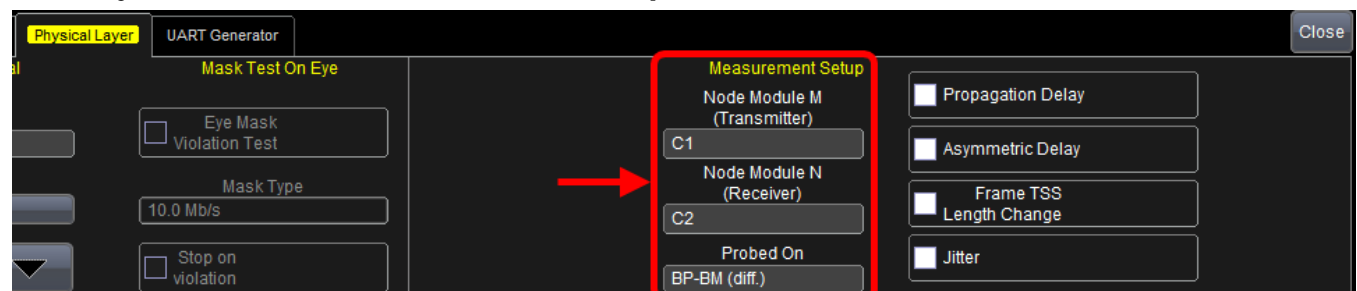 Physical Layer
UART Generator
Close
al
Mask Test On Eye
Eye Mask
Violation Test
Mask Type
10.0 Mb/s
Stop on
violation
Measurement Setup
Node Module M
(Transmitter)
C1
Node Module N
(Receiver)
C2
Probed On
BP-BM (diff.)
Propagation Delay
Asymmetric Delay
Frame TSS
Length Change
Jitter